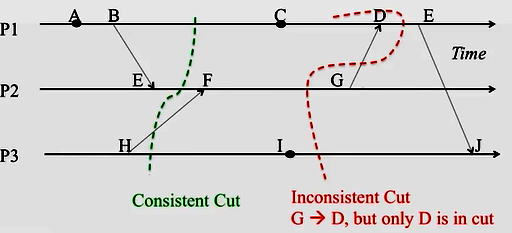 A B C D E
P1
Time
E F G
P2
H I J
P3
Consistent Cut
Inconsistent Cut
G → D, but only D is in cut